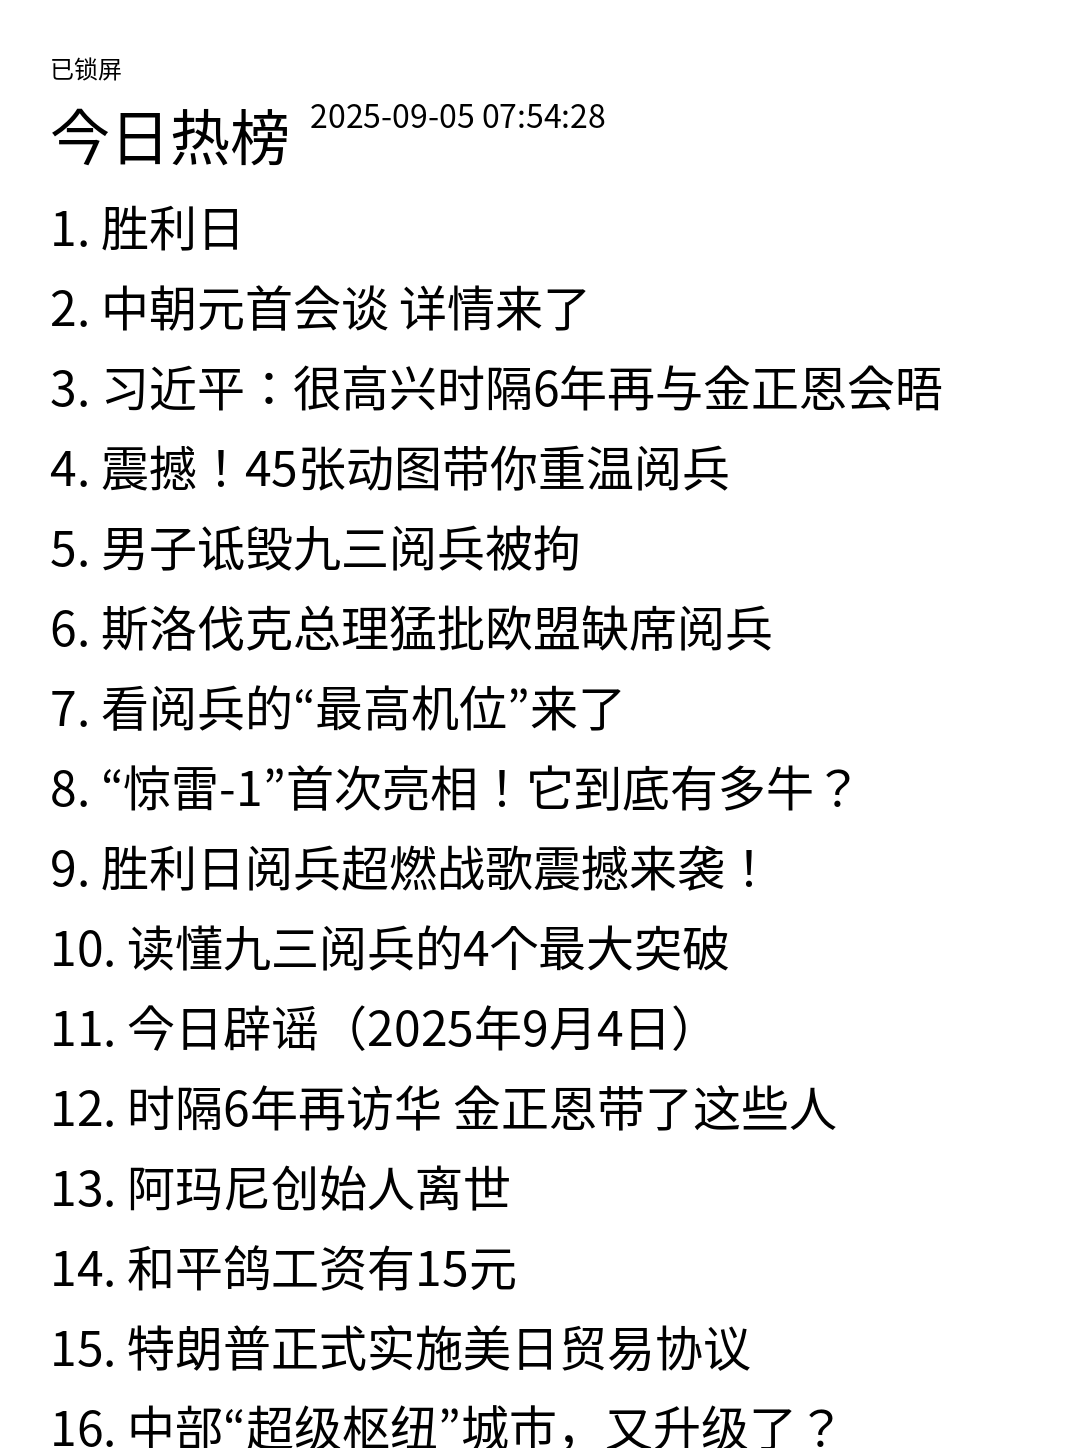 已锁屏
今日热榜 2025-09-05 07:54:28
1. 胜利日
2. 中朝元首会谈 详情来了
3. 习近平：很高兴时隔6年再与金正恩会晤
4. 震撼！45张动图带你重温阅兵
5. 男子诋毁九三阅兵被拘
6. 斯洛伐克总理猛批欧盟缺席阅兵
7. 看阅兵的“最高机位”来了
8. “惊雷-1”首次亮相！它到底有多牛？
9. 胜利日阅兵超燃战歌震撼来袭！
10. 读懂九三阅兵的4个最大突破
11. 今日辟谣（2025年9月4日）
12. 时隔6年再访华 金正恩带了这些人
13. 阿玛尼创始人离世
14. 和平鸽工资有15元
15. 特朗普正式实施美日贸易协议
16. 中部“超级枢纽”城市，又升级了？